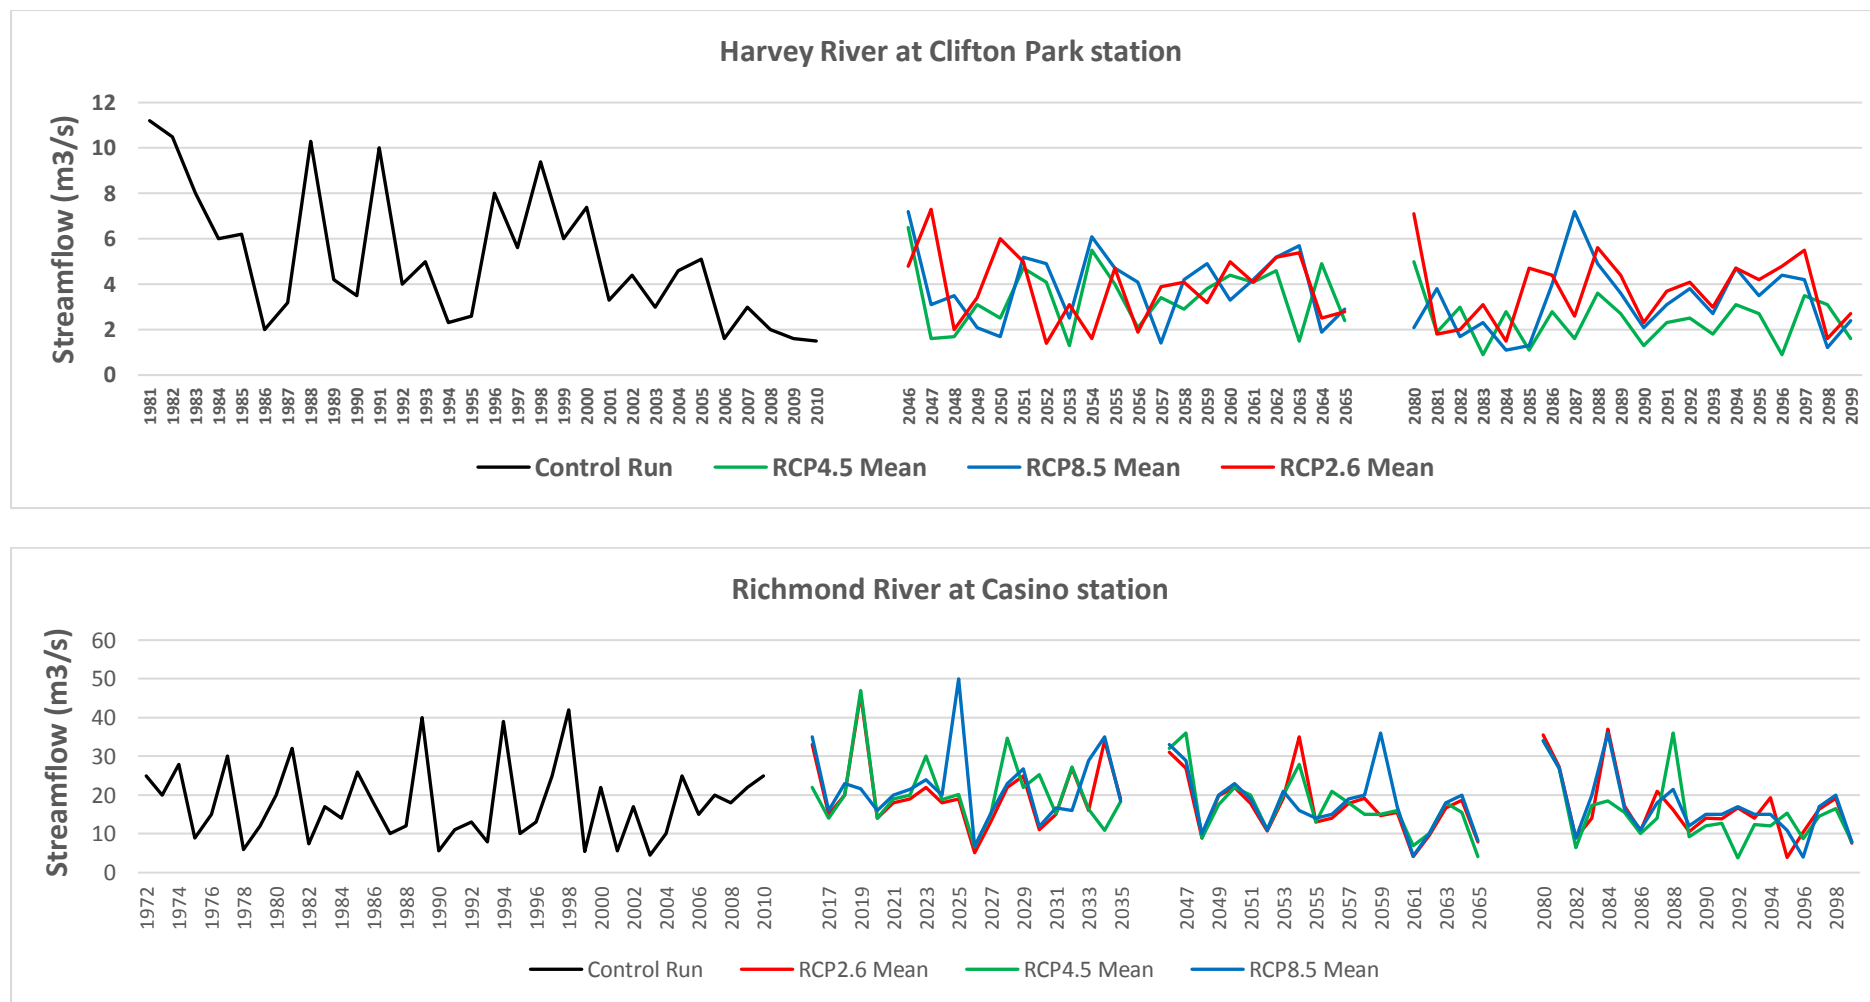 Harvey River at Clifton Park station
Streamflow (m3/s)
12
10
8
6
4
2
0
1981 1982 1983 1984 1985 1986 1987 1988 1989 1990 1991 1992 1993 1994 1995 1996 1997 1998 1999 2000 2001 2002 2003 2004 2005 2006 2007 2008 2009 2010 2046 2047 2048 2049 2050 2051 2052 2053 2054 2055 2056 2057 2058 2059 2060 2061 2062 2063 2064 2065 2080 2081 2082 2083 2084 2085 2086 2087 2088 2089 2090 2091 2092 2093 2094 2095 2096 2097 2098 2099
Control Run RCP4.5 Mean RCP8.5 Mean RCP2.6 Mean
Richmond River at Casino station
Streamflow (m3/s)
60
50
40
30
20
10
0
1972 1974 1976 1978 1980 1982 1984 1986 1988 1990 1992 1994 1996 1998 2000 2002 2004 2006 2008 2010 2017 2019 2021 2023 2025 2027 2029 2031 2033 2035 2047 2049 2051 2053 2055 2057 2059 2061 2063 2065 2080 2082 2084 2086 2088 2090 2092 2094 2096 2098
Control Run RCP2.6 Mean RCP4.5 Mean RCP8.5 Mean